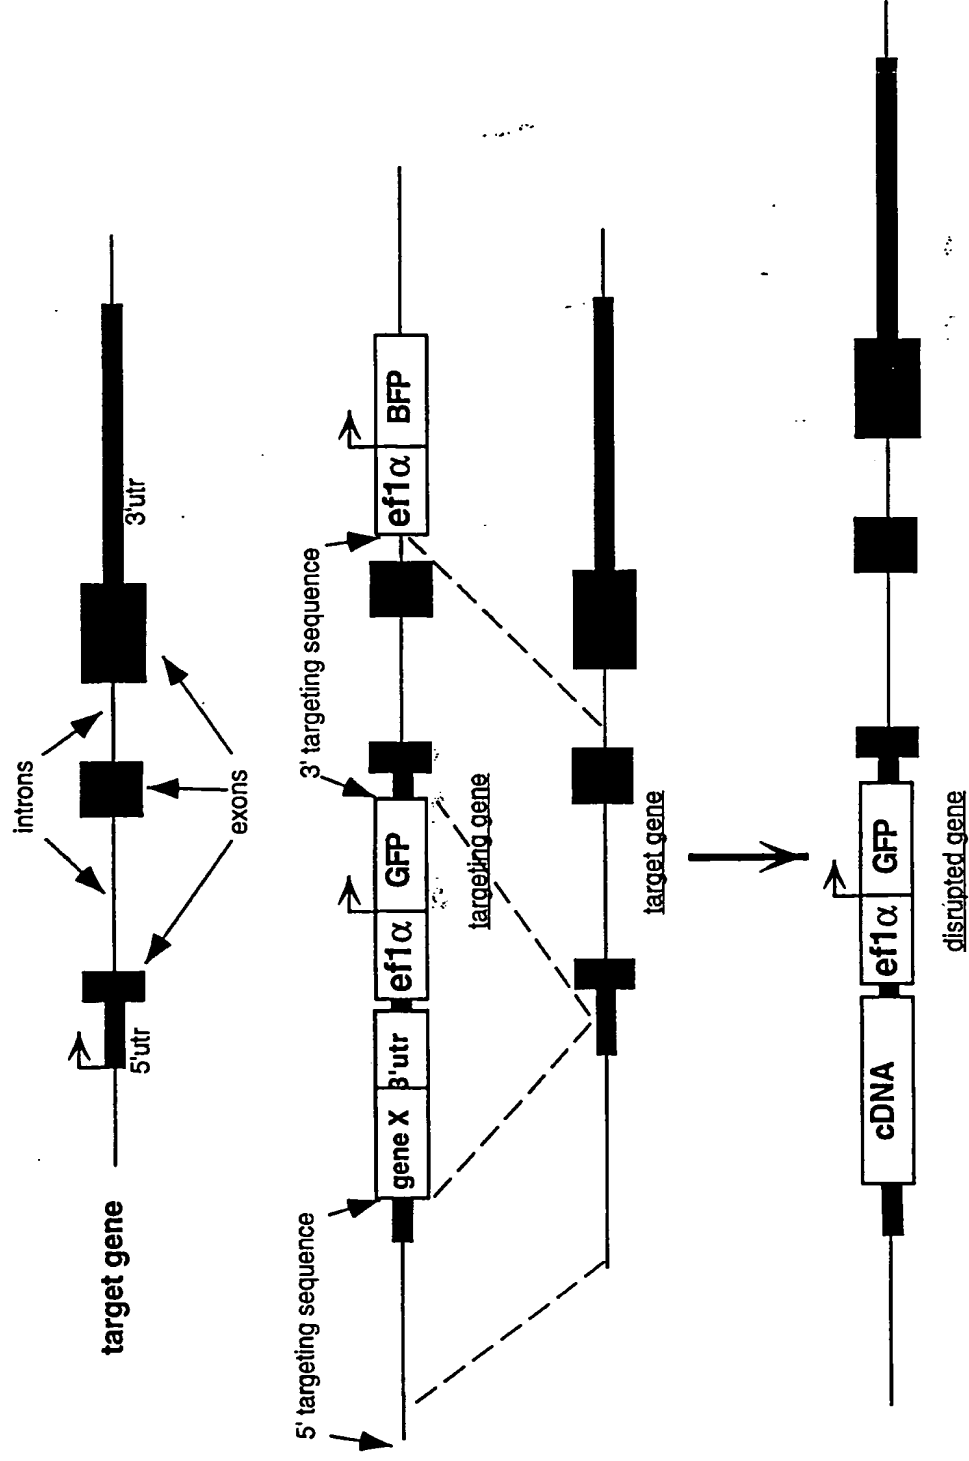 introns
target gene
5'utr
3'utr
exons
5' targeting sequence
3' targeting sequence
gene X
3'utr
ef1α
GFP
ef1α
BFP
targeting gene
target gene
cDNA
ef1α
GFP
disrupted gene